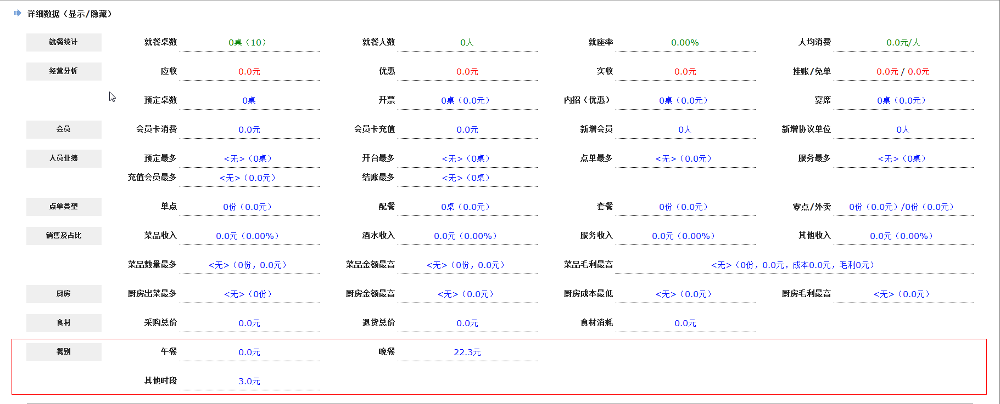 详细数据（显示/隐藏）
就餐统计 就餐桌数 0桌（10） 就餐人数 0人 就座率 0.00% 人均消费 0.0元/人
经营分析 应收 0.0元 优惠 0.0元 实收 0.0元 挂账/免单 0.0元 / 0.0元
预定桌数 0桌 开票 0桌（0.0元） 内招（优惠） 0桌（0.0元） 宴席 0桌（0.0元）
会员 会员卡消费 0.0元 会员卡充值 0.0元 新增会员 0人 新增协议单位 0人
人员业绩 预定最多 <无>（0桌） 开台最多 <无>（0桌） 点单最多 <无>（0.0元） 服务最多 <无>（0桌）
充值会员最多 <无>（0.0元） 结账最多 <无>（0桌）
点单类型 单点 0份（0.0元） 配餐 0桌（0.0元） 套餐 0份（0.0元） 零点/外卖 0份（0.0元）/0份（0.0元）
销售及占比 菜品收入 0.0元（0.00%） 酒水收入 0.0元（0.00%） 服务收入 0.0元（0.00%） 其他收入 0.0元（0.00%）
菜品数量最多 <无>（0份，0.0元） 菜品金额最高 <无>（0份，0.0元） 菜品毛利最高 <无>（0份，0.0元，成本0.0元，毛利0元）
厨房 厨房出菜最多 <无>（0份） 厨房金额最高 <无>（0.0元） 厨房成本最低 <无>（0.0元） 厨房毛利最高 <无>（0.0元）
食材 采购总价 0.0元 退货总价 0.0元 食材消耗 0.0元
餐别 午餐 0.0元 晚餐 22.3元
其他时段 3.0元